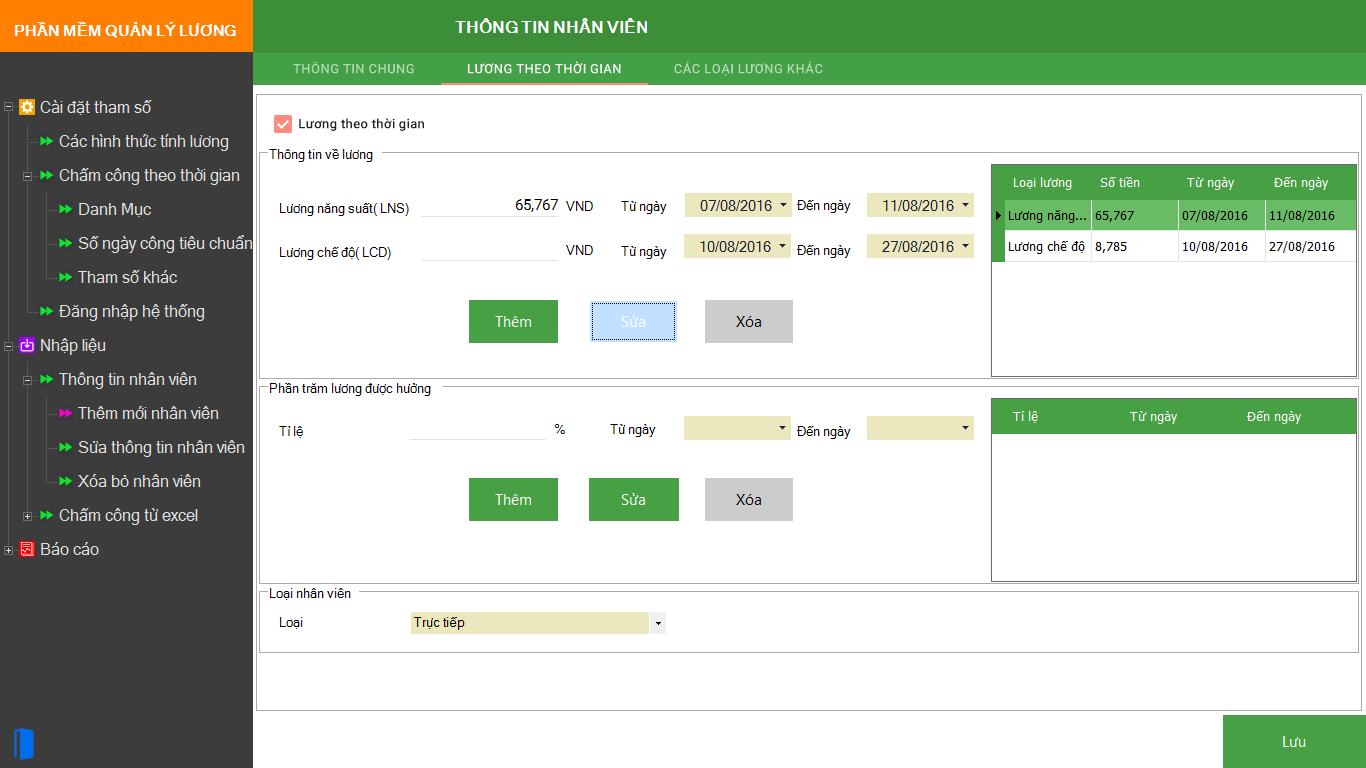 PHẦN MỀM QUẢN LÝ LƯƠNG
THÔNG TIN NHÂN VIÊN
THÔNG TIN CHUNG
LƯƠNG THEO THỜI GIAN
CÁC LOẠI LƯƠNG KHÁC
Cài đặt tham số
Các hình thức tính lương
Chấm công theo thời gian
Danh Mục
Số ngày công tiêu chuẩn
Tham số khác
Đăng nhập hệ thống
Nhập liệu
Thông tin nhân viên
Thêm mới nhân viên
Sửa thông tin nhân viên
Xóa bỏ nhân viên
Chấm công từ excel
Báo cáo
Lương theo thời gian
Thông tin về lương
Lương năng suất( LNS) 65,767 VND Từ ngày 07/08/2016 Đến ngày 11/08/2016
Lương chế độ( LCD) VND Từ ngày 10/08/2016 Đến ngày 27/08/2016
Thêm Sửa Xóa
Loại lương Số tiền Từ ngày Đến ngày
Lương năng... 65,767 07/08/2016 11/08/2016
Lương chế độ 8,785 10/08/2016 27/08/2016
Phần trăm lương được hưởng
Tỉ lệ % Từ ngày Đến ngày
Thêm Sửa Xóa
Tỉ lệ Từ ngày Đến ngày
Loại nhân viên
Loại Trực tiếp
Lưu